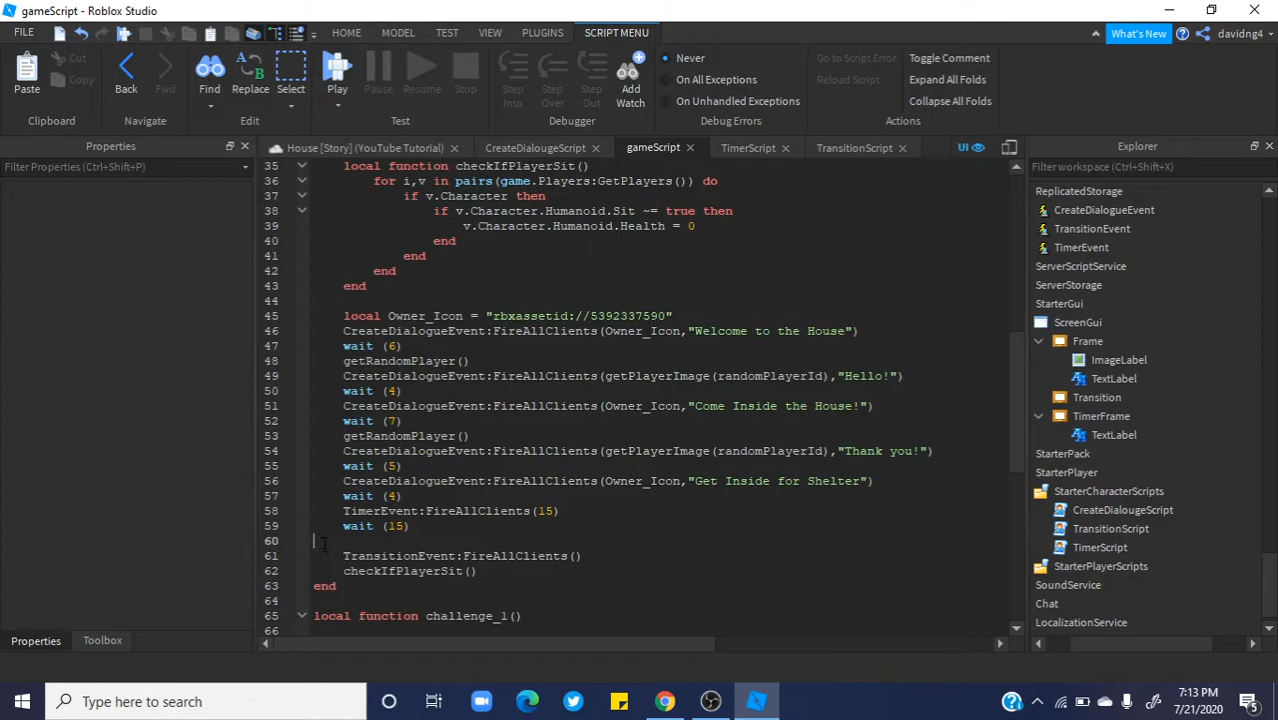 gameScript - Roblox Studio
FILE HOME MODEL TEST VIEW PLUGINS SCRIPT MENU What's New davidng4
Paste Cut Copy Back Fwd Find Replace Select Play Pause Resume Stop Step Into Step Over Step Out Add Watch Never On All Exceptions On Unhandled Exceptions Go to Script Error Reload Script Toggle Comment Expand All Folds Collapse All Folds
Clipboard Navigate Edit Test Debugger Debug Errors Actions
Properties
Filter Properties (Ctrl+Shift+P)
House [Story] (YouTube Tutorial) CreateDialougeScript gameScript TimerScript TransitionScript UI
35 local function checkIfPlayerSit()
36 for i,v in pairs(game.Players:GetPlayers()) do
37 if v.Character then
38 if v.Character.Humanoid.Sit ~= true then
39 v.Character.Humanoid.Health = 0
40 end
41 end
42 end
43 end
44
45 local Owner_Icon = "rbxassetid://5392337590"
46 CreateDialogueEvent:FireAllClients(Owner_Icon,"Welcome to the House")
47 wait (6)
48 getRandomPlayer()
49 CreateDialogueEvent:FireAllClients(getPlayerImage(randomPlayerId),"Hello!")
50 wait (4)
51 CreateDialogueEvent:FireAllClients(Owner_Icon,"Come Inside the House!")
52 wait (7)
53 getRandomPlayer()
54 CreateDialogueEvent:FireAllClients(getPlayerImage(randomPlayerId),"Thank you!")
55 wait (5)
56 CreateDialogueEvent:FireAllClients(Owner_Icon,"Get Inside for Shelter")
57 wait (4)
58 TimerEvent:FireAllClients(15)
59 wait (15)
60
61 TransitionEvent:FireAllClients()
62 checkIfPlayerSit()
63 end
64
65 local function challenge_1()
66
Explorer
Filter workspace (Ctrl+Shift+X)
ReplicatedStorage
CreateDialogueEvent
TransitionEvent
TimerEvent
ServerScriptService
ServerStorage
StarterGui
ScreenGui
Frame
ImageLabel
TextLabel
Transition
TimerFrame
TextLabel
StarterPack
StarterPlayer
StarterCharacterScripts
CreateDialougeScript
TransitionScript
TimerScript
StarterPlayerScripts
SoundService
Chat
LocalizationService
Properties Toolbox
Type here to search
7:13 PM
7/21/2020
5